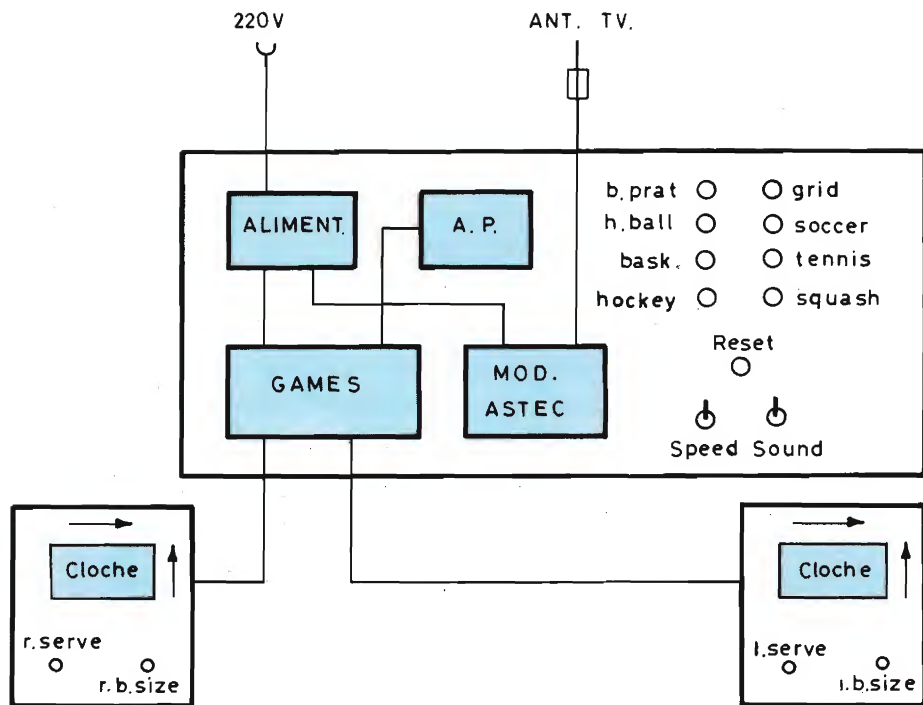 220V
ANT. TV.
ALIMENT.
A.P.
b.prat
grid
h.ball
soccer
bask.
tennis
hockey
squash
GAMES
MOD.
ASTEC
Reset
Speed
Sound
Cloche
r.serve
r.b.size
Cloche
l.serve
l.b.size